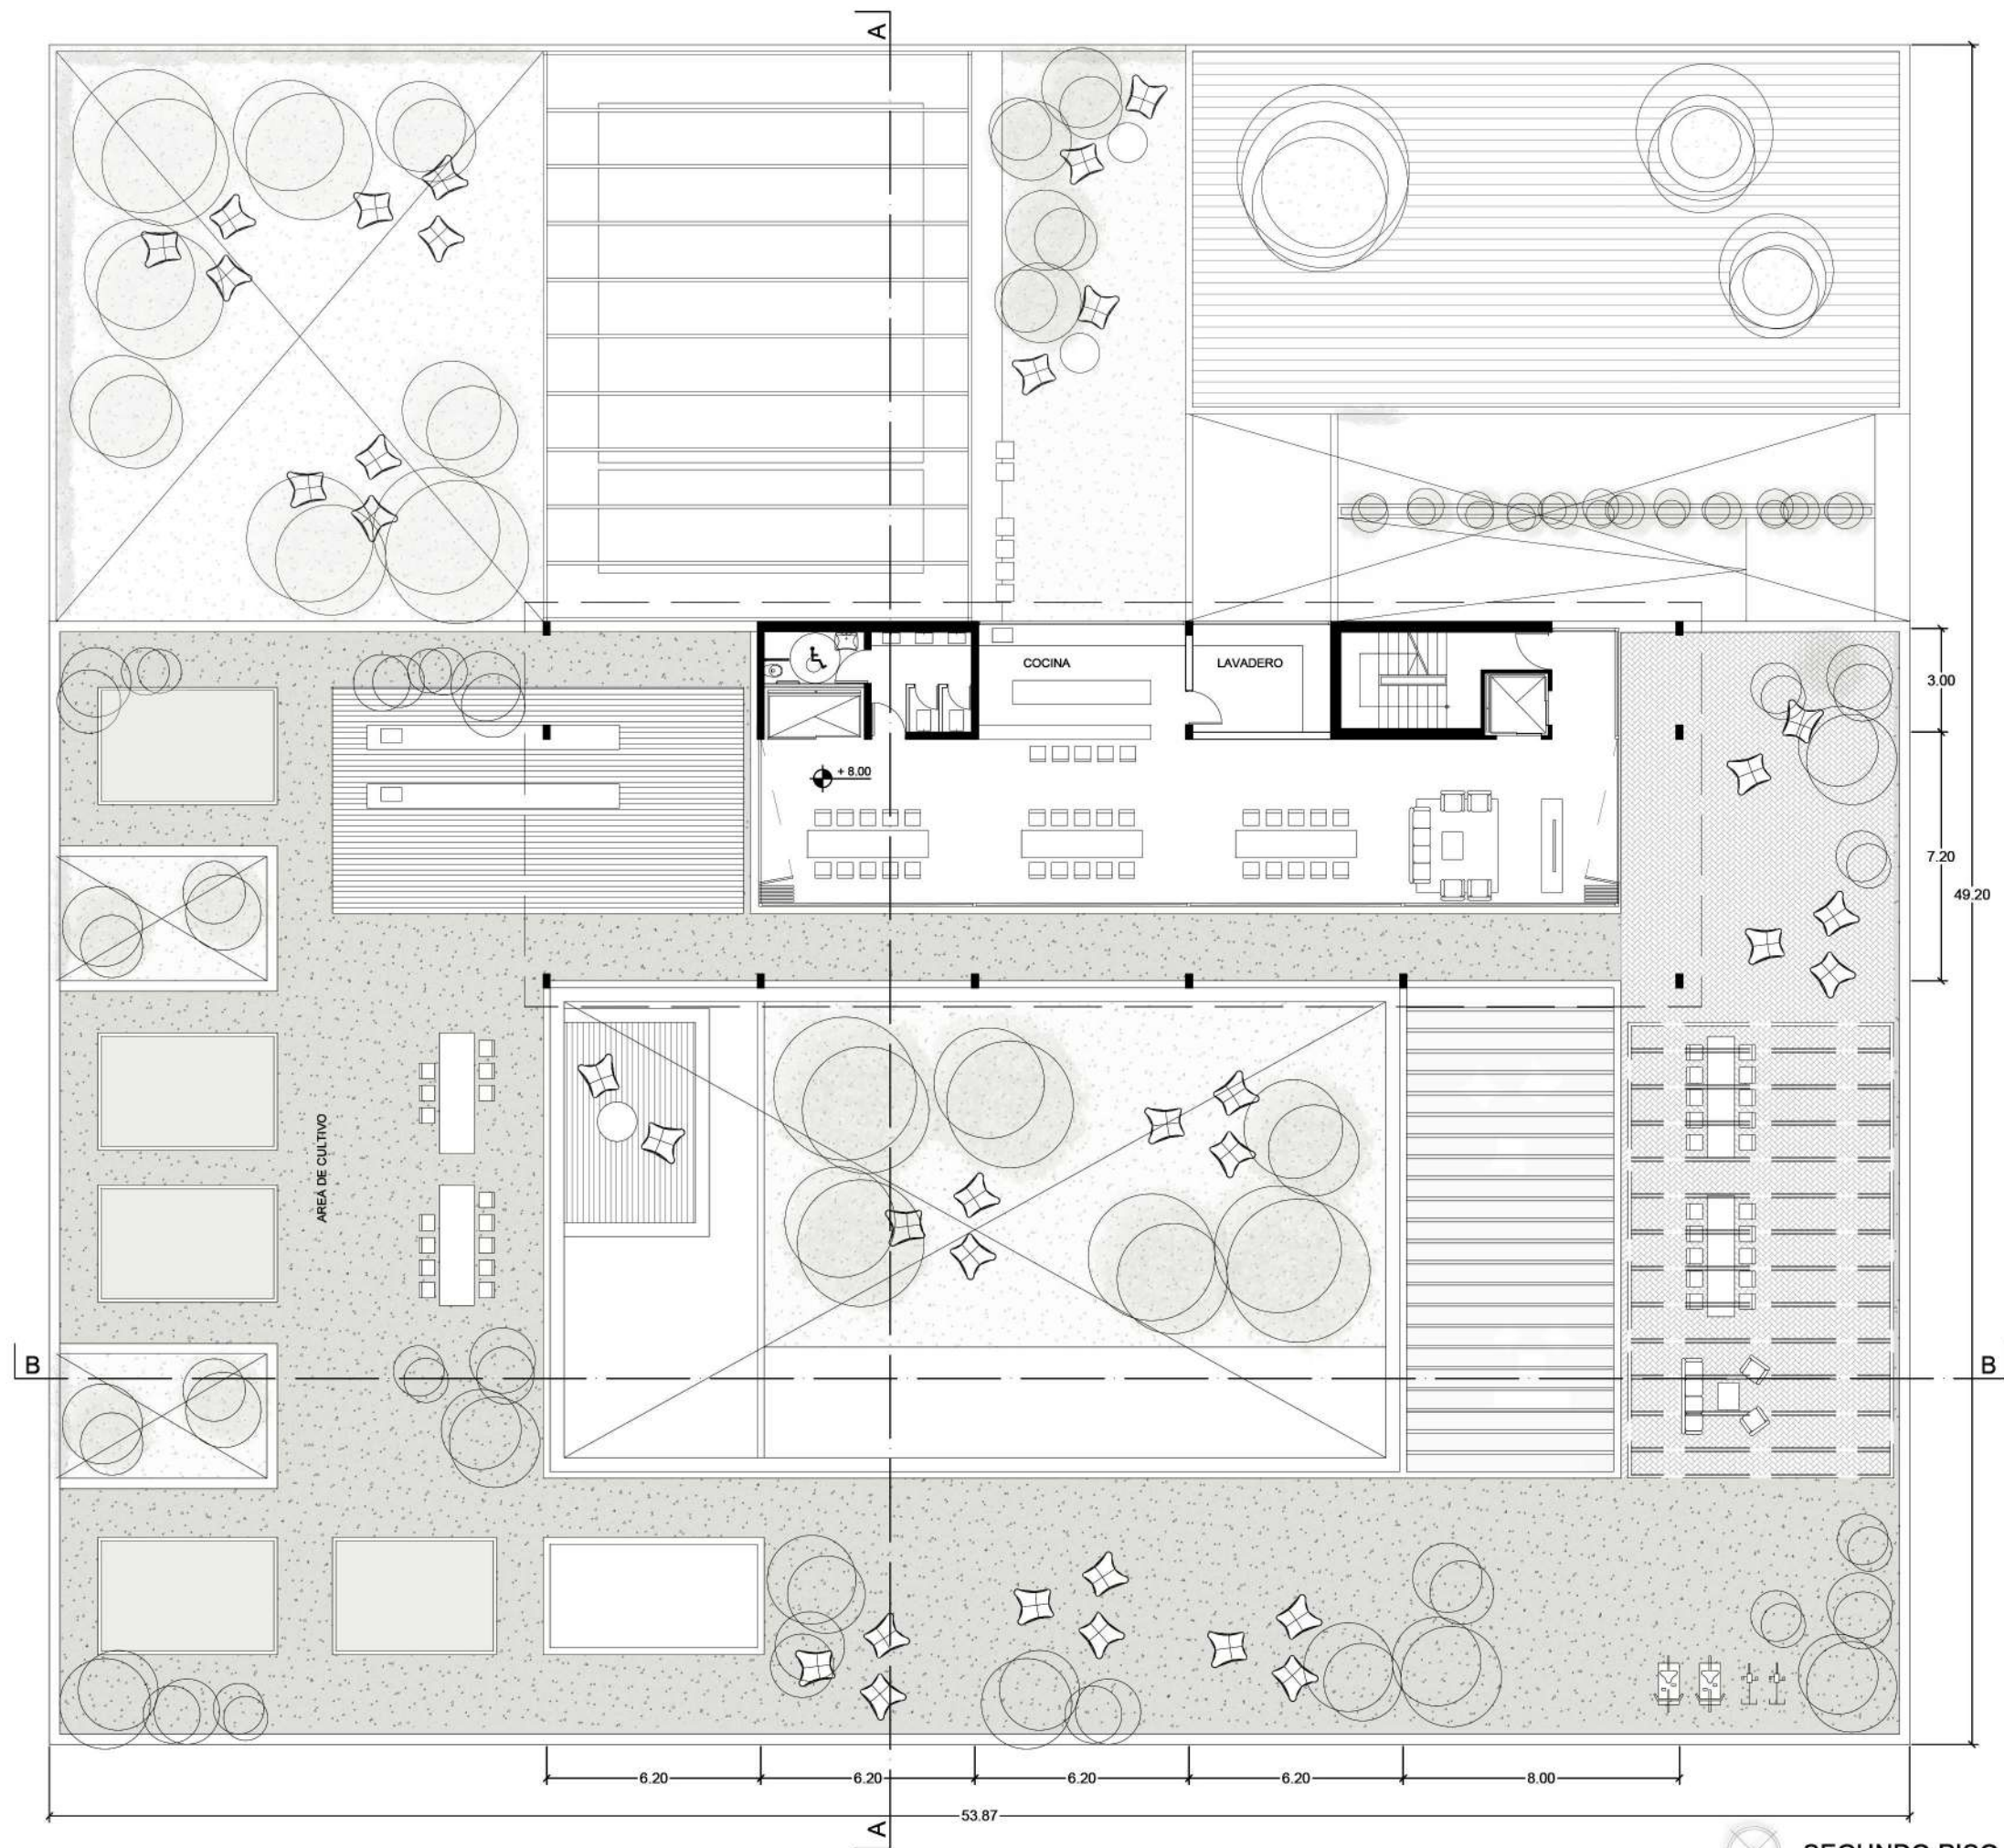 A
COCINA
LAVADERO
3.00
+ 8.00
7.20
49.20
AREÁ DE CULTIVO
B
B
6.20
6.20
6.20
6.20
8.00
53.87
A
SEGUNDO PISO